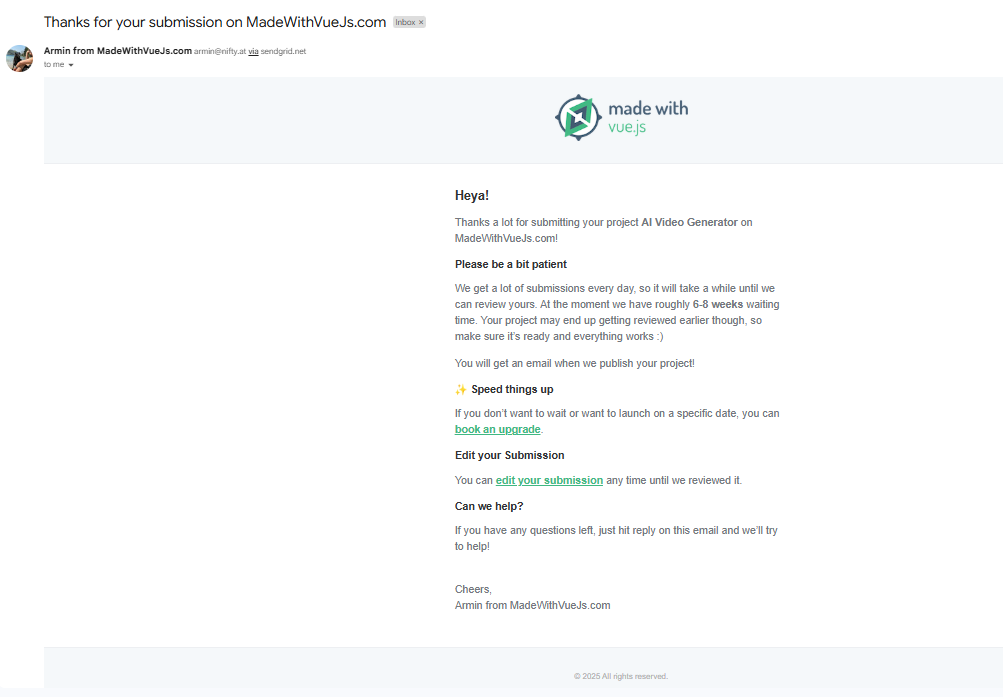 Thanks for your submission on MadeWithVueJs.com Inbox ×
Armin from MadeWithVueJs.com armin@nifty.at via sendgrid.net
to me
made with
vue.js
Heya!
Thanks a lot for submitting your project AI Video Generator on
MadeWithVueJs.com!
Please be a bit patient
We get a lot of submissions every day, so it will take a while until we
can review yours. At the moment we have roughly 6-8 weeks waiting
time. Your project may end up getting reviewed earlier though, so
make sure it's ready and everything works :)
You will get an email when we publish your project!
✨ Speed things up
If you don't want to wait or want to launch on a specific date, you can
book an upgrade.
Edit your Submission
You can edit your submission any time until we reviewed it.
Can we help?
If you have any questions left, just hit reply on this email and we'll try
to help!
Cheers,
Armin from MadeWithVueJs.com
© 2025 All rights reserved.